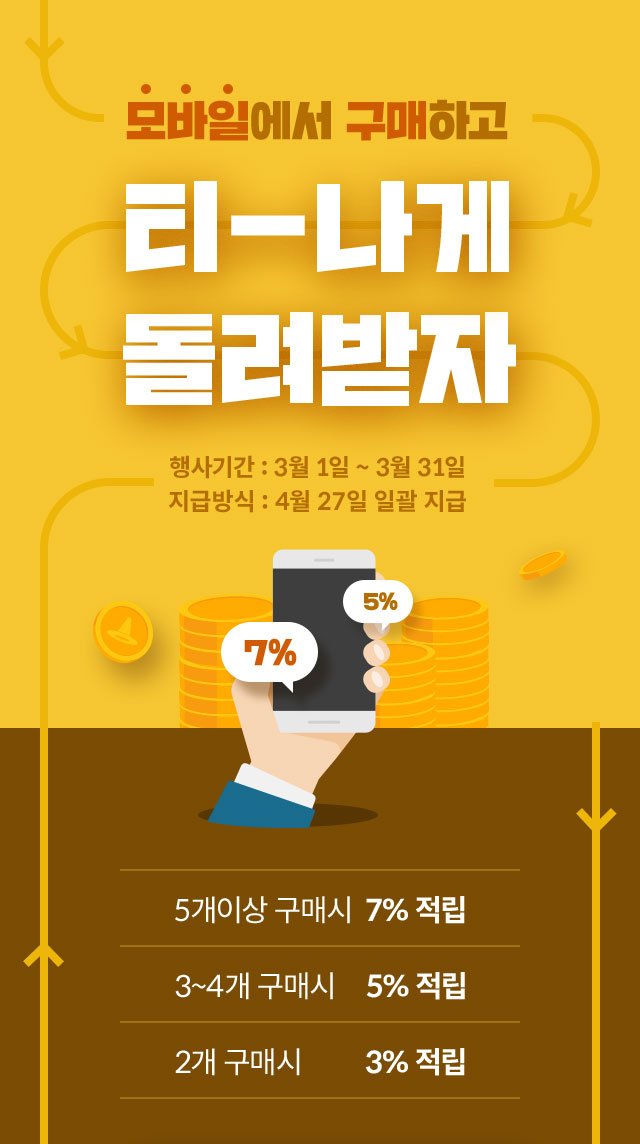 모바일에서 구매하고
티나게
돌려받자
행사기간 : 3월 1일 ~ 3월 31일
지급방식 : 4월 27일 일괄 지급
5%
7%
5개이상 구매시 7% 적립
3~4개 구매시 5% 적립
2개 구매시 3% 적립